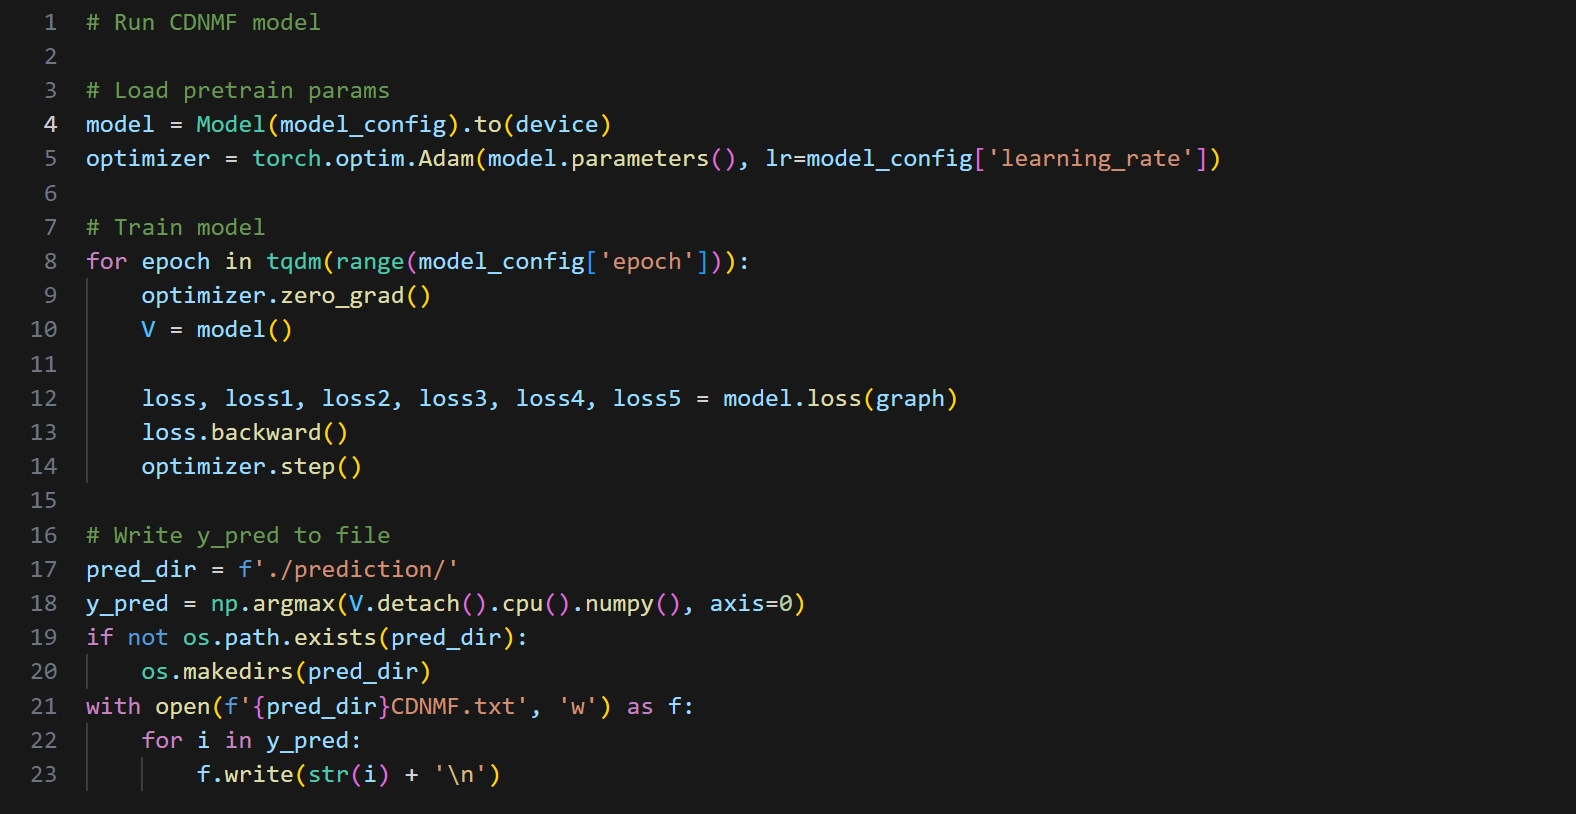 1 # Run CDNMF model
2
3 # Load pretrain params
4 model = Model(model_config).to(device)
5 optimizer = torch.optim.Adam(model.parameters(), lr=model_config['learning_rate'])
6
7 # Train model
8 for epoch in tqdm(range(model_config['epoch'])):
9     optimizer.zero_grad()
10     V = model()
11
12     loss, loss1, loss2, loss3, loss4, loss5 = model.loss(graph)
13     loss.backward()
14     optimizer.step()
15
16 # Write y_pred to file
17 pred_dir = f'./prediction/'
18 y_pred = np.argmax(V.detach().cpu().numpy(), axis=0)
19 if not os.path.exists(pred_dir):
20     os.makedirs(pred_dir)
21 with open(f'{pred_dir}CDNMF.txt', 'w') as f:
22     for i in y_pred:
23         f.write(str(i) + '\n')